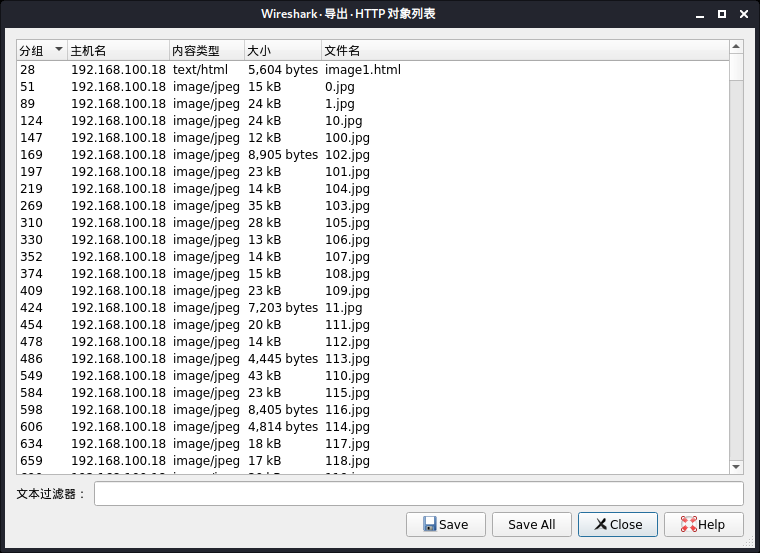 Wireshark · 导出 · HTTP 对象列表
分组 主机名 内容类型 大小 文件名
28 192.168.100.18 text/html 5,604 bytes image1.html
51 192.168.100.18 image/jpeg 15 kB 0.jpg
89 192.168.100.18 image/jpeg 24 kB 1.jpg
124 192.168.100.18 image/jpeg 24 kB 10.jpg
147 192.168.100.18 image/jpeg 12 kB 100.jpg
169 192.168.100.18 image/jpeg 8,905 bytes 102.jpg
197 192.168.100.18 image/jpeg 23 kB 101.jpg
219 192.168.100.18 image/jpeg 14 kB 104.jpg
269 192.168.100.18 image/jpeg 35 kB 103.jpg
310 192.168.100.18 image/jpeg 28 kB 105.jpg
330 192.168.100.18 image/jpeg 13 kB 106.jpg
352 192.168.100.18 image/jpeg 14 kB 107.jpg
374 192.168.100.18 image/jpeg 15 kB 108.jpg
409 192.168.100.18 image/jpeg 23 kB 109.jpg
424 192.168.100.18 image/jpeg 7,203 bytes 11.jpg
454 192.168.100.18 image/jpeg 20 kB 111.jpg
478 192.168.100.18 image/jpeg 14 kB 112.jpg
486 192.168.100.18 image/jpeg 4,445 bytes 113.jpg
549 192.168.100.18 image/jpeg 43 kB 110.jpg
584 192.168.100.18 image/jpeg 23 kB 115.jpg
598 192.168.100.18 image/jpeg 8,405 bytes 116.jpg
606 192.168.100.18 image/jpeg 4,814 bytes 114.jpg
634 192.168.100.18 image/jpeg 18 kB 117.jpg
659 192.168.100.18 image/jpeg 17 kB 118.jpg
文本过滤器：
Save Save All Close Help